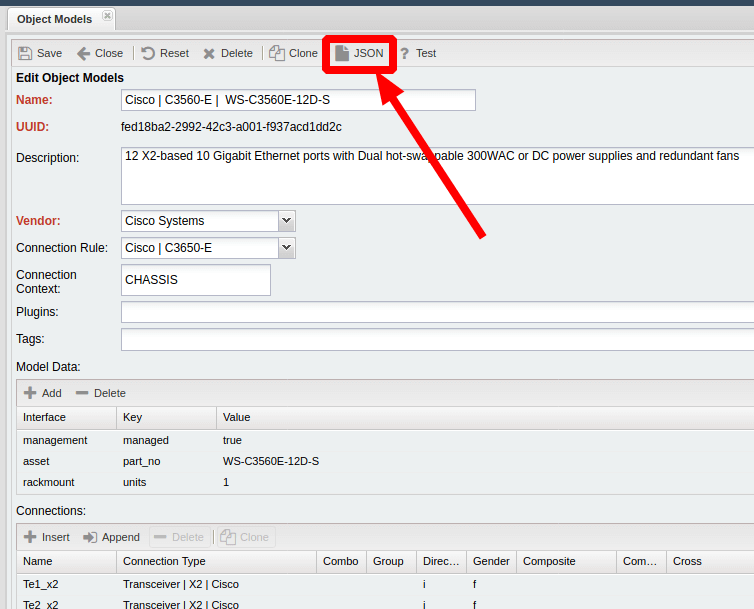 Object Models
Save Close Reset Delete Clone JSON ? Test
Edit Object Models
Name: Cisco | C3560-E | WS-C3560E-12D-S
UUID: fed18ba2-2992-42c3-a001-f937acd1dd2c
Description: 12 X2-based 10 Gigabit Ethernet ports with Dual hot-swappable 300WAC or DC power supplies and redundant fans
Vendor: Cisco Systems
Connection Rule: Cisco | C3650-E
Connection
Context: CHASSIS
Plugins:
Tags:
Model Data:
Add Delete
Interface Key Value
management managed true
asset part_no WS-C3560E-12D-S
rackmount units 1
Connections:
Insert Append Delete Clone
Name Connection Type Combo Group Direc... Gender Composite Com... Cross
Te1_x2 Transceiver | X2 | Cisco i f
Te2_x2 Transceiver | X2 | Cisco i f